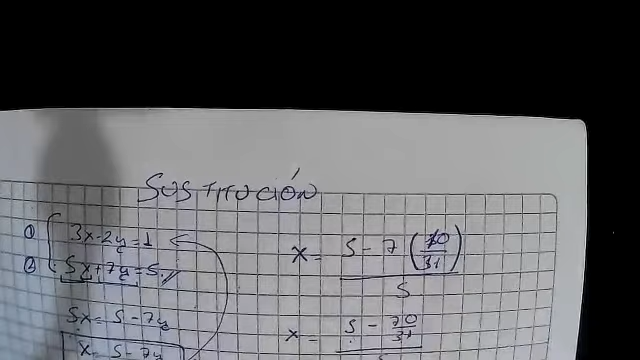 SUSTITUCIÓN
① 3x-2y=1
② 5x+7y=5
5x=5-7y
x=5-7y
x= 5-7(10/31)/5
x= 5-70/31